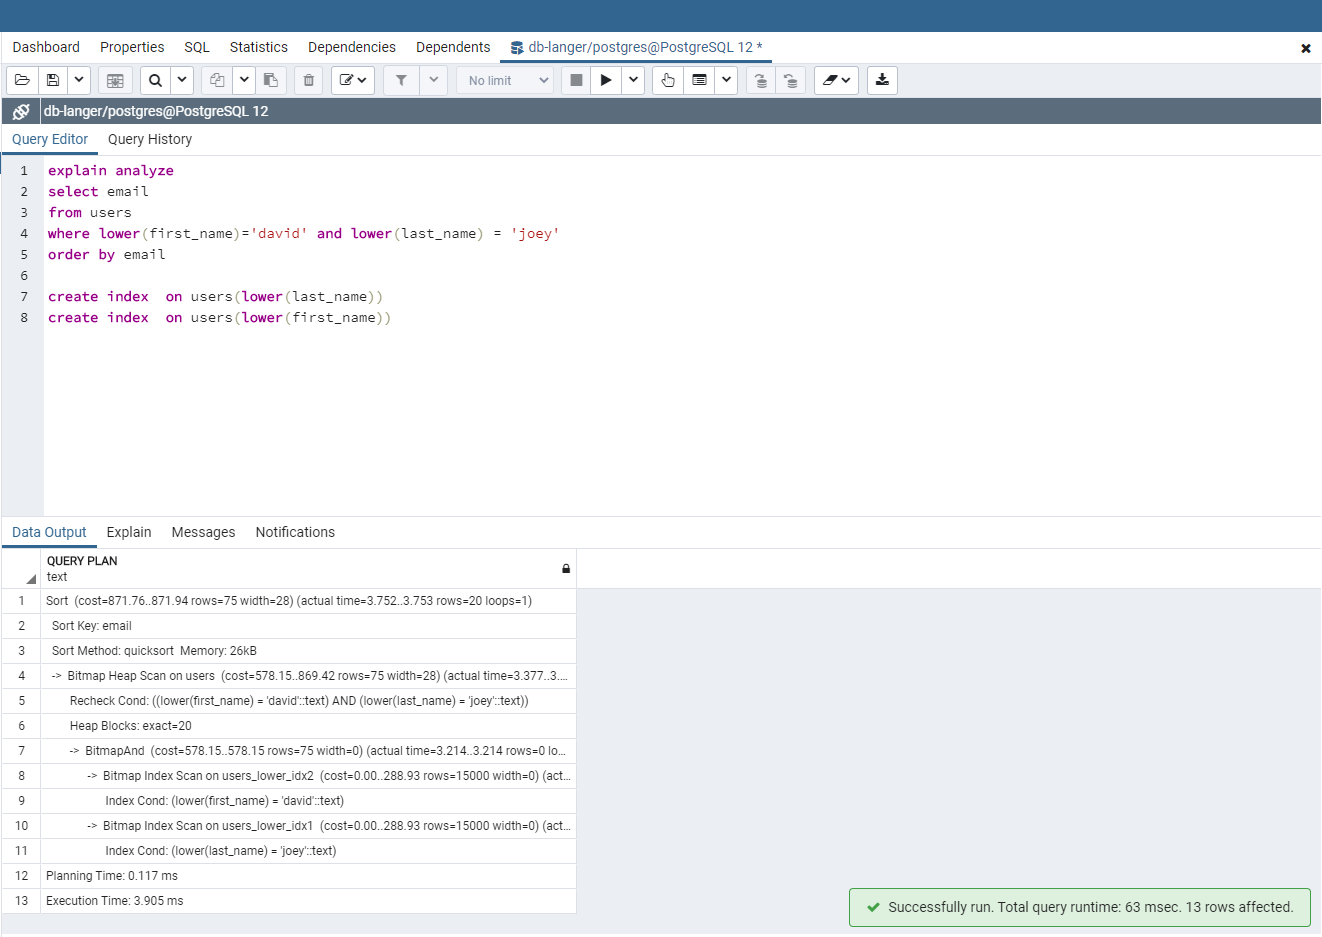 Dashboard Properties SQL Statistics Dependencies Dependents db-langer/postgres@PostgreSQL 12 *
No limit
db-langer/postgres@PostgreSQL 12
Query Editor Query History
1 explain analyze
2 select email
3 from users
4 where lower(first_name)='david' and lower(last_name) = 'joey'
5 order by email
6
7 create index  on users(lower(last_name))
8 create index  on users(lower(first_name))
Data Output Explain Messages Notifications
QUERY PLAN
text
1 Sort  (cost=871.76..871.94 rows=75 width=28) (actual time=3.752..3.753 rows=20 loops=1)
2 Sort Key: email
3 Sort Method: quicksort  Memory: 26kB
4 ->  Bitmap Heap Scan on users  (cost=578.15..869.42 rows=75 width=28) (actual time=3.377..3....
5 Recheck Cond: ((lower(first_name) = 'david'::text) AND (lower(last_name) = 'joey'::text))
6 Heap Blocks: exact=20
7 ->  BitmapAnd  (cost=578.15..578.15 rows=75 width=0) (actual time=3.214..3.214 rows=0 lo...
8 ->  Bitmap Index Scan on users_lower_idx2  (cost=0.00..288.93 rows=15000 width=0) (act...
9 Index Cond: (lower(first_name) = 'david'::text)
10 ->  Bitmap Index Scan on users_lower_idx1  (cost=0.00..288.93 rows=15000 width=0) (act...
11 Index Cond: (lower(last_name) = 'joey'::text)
12 Planning Time: 0.117 ms
13 Execution Time: 3.905 ms
Successfully run. Total query runtime: 63 msec. 13 rows affected.